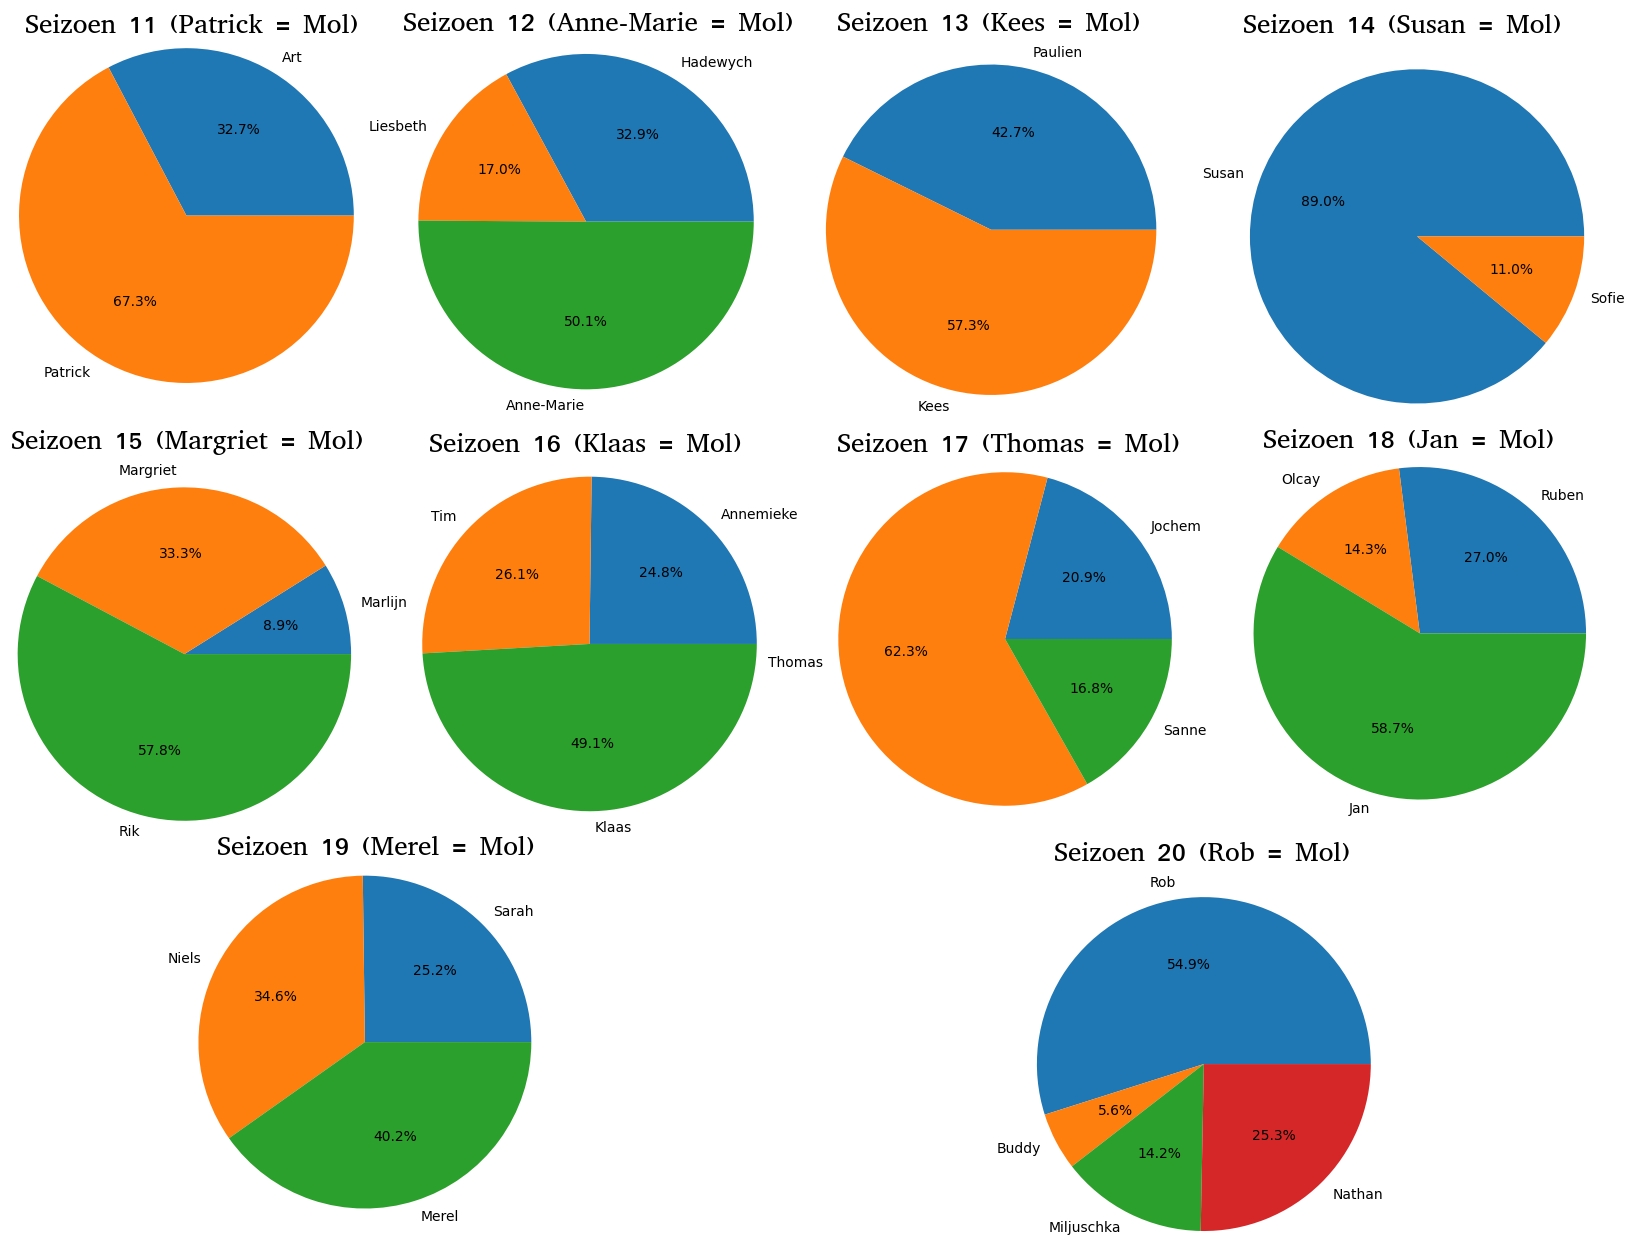 Seizoen 11 (Patrick = Mol)
Art
32.7%
67.3%
Patrick
Seizoen 12 (Anne-Marie = Mol)
Hadewych
Liesbeth
32.9%
17.0%
50.1%
Anne-Marie
Seizoen 13 (Kees = Mol)
Paulien
42.7%
57.3%
Kees
Seizoen 14 (Susan = Mol)
Susan
89.0%
11.0%
Sofie
Seizoen 15 (Margriet = Mol)
Margriet
33.3%
Marlijn
8.9%
57.8%
Rik
Seizoen 16 (Klaas = Mol)
Tim
Annemieke
26.1%
24.8%
49.1%
Klaas
Seizoen 17 (Thomas = Mol)
Jochem
20.9%
Thomas
62.3%
16.8%
Sanne
Seizoen 18 (Jan = Mol)
Olcay
Ruben
14.3%
27.0%
58.7%
Jan
Seizoen 19 (Merel = Mol)
Sarah
Niels
25.2%
34.6%
40.2%
Merel
Seizoen 20 (Rob = Mol)
Rob
54.9%
5.6%
Buddy
14.2%
25.3%
Nathan
Miljuschka